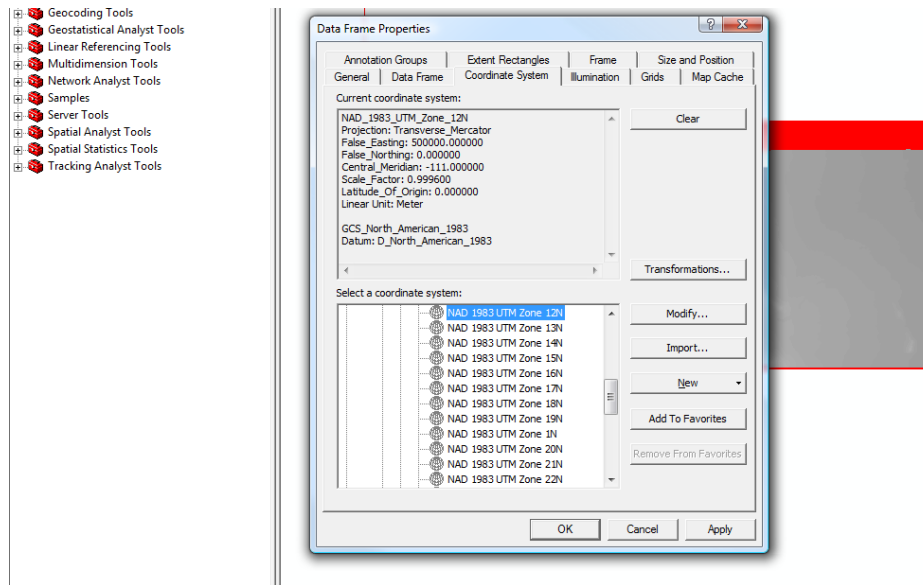 Geocoding Tools
Geostatistical Analyst Tools
Linear Referencing Tools
Multidimension Tools
Network Analyst Tools
Samples
Server Tools
Spatial Analyst Tools
Spatial Statistics Tools
Tracking Analyst Tools
Data Frame Properties
Annotation Groups
Extent Rectangles
Frame
Size and Position
General
Data Frame
Coordinate System
Illumination
Grids
Map Cache
Current coordinate system:
NAD_1983_UTM_Zone_12N
Projection: Transverse_Mercator
False_Easting: 500000.000000
False_Northing: 0.000000
Central_Meridian: -111.000000
Scale_Factor: 0.999600
Latitude_Of_Origin: 0.000000
Linear Unit: Meter
GCS_North_American_1983
Datum: D_North_American_1983
Clear
Transformations...
Select a coordinate system:
NAD 1983 UTM Zone 12N
NAD 1983 UTM Zone 13N
NAD 1983 UTM Zone 14N
NAD 1983 UTM Zone 15N
NAD 1983 UTM Zone 16N
NAD 1983 UTM Zone 17N
NAD 1983 UTM Zone 18N
NAD 1983 UTM Zone 19N
NAD 1983 UTM Zone 1N
NAD 1983 UTM Zone 20N
NAD 1983 UTM Zone 21N
NAD 1983 UTM Zone 22N
Modify...
Import...
New
Add To Favorites
Remove From Favorites
OK
Cancel
Apply